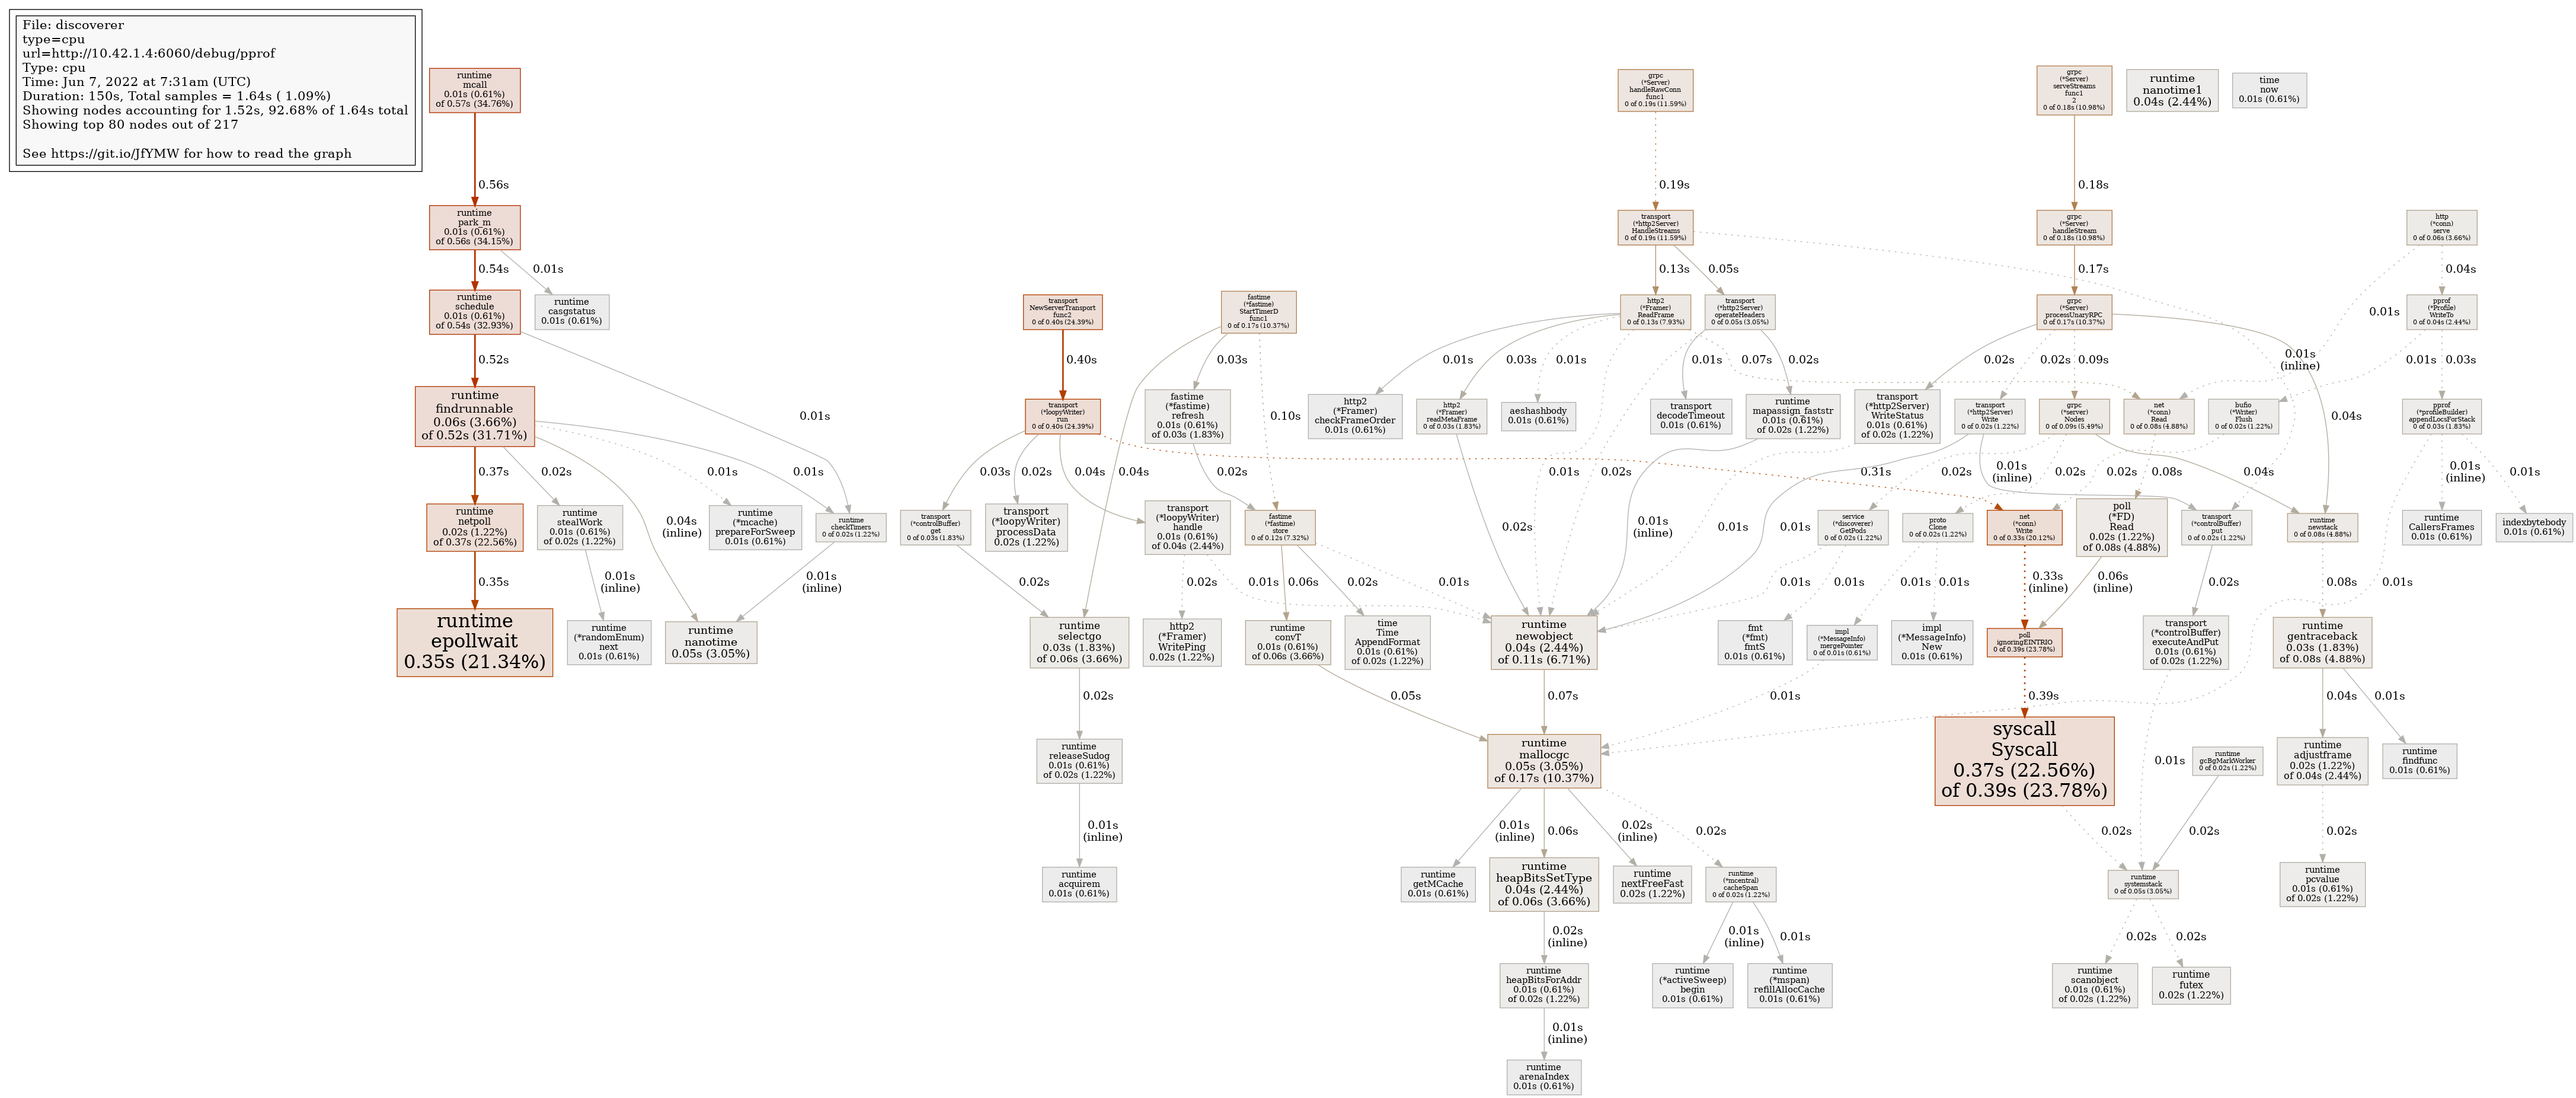 File: discoverer
type=cpu
url=http://10.42.1.4:6060/debug/pprof
Type: cpu
Time: Jun 7, 2022 at 7:31am (UTC)
Duration: 150s, Total samples = 1.64s ( 1.09%)
Showing nodes accounting for 1.52s, 92.68% of 1.64s total
Showing top 80 nodes out of 217
See https://git.io/JfYMW for how to read the graph
runtime
mcall
0.01s (0.61%)
of 0.57s (34.76%)
grpc
(*Server)
handleRawConn
func1
0 of 0.19s (11.59%)
grpc
(*Server)
serveStreams
func1
2
0 of 0.18s (10.98%)
runtime
nanotime1
0.04s (2.44%)
time
now
0.01s (0.61%)
0.56s
0.19s
0.18s
runtime
park_m
0.01s (0.61%)
of 0.56s (34.15%)
transport
(*http2Server)
HandleStreams
0 of 0.19s (11.59%)
grpc
(*Server)
handleStream
0 of 0.18s (10.98%)
http
(*conn)
serve
0 of 0.06s (3.66%)
0.54s
0.01s
0.13s
0.05s
0.17s
0.04s
runtime
schedule
0.01s (0.61%)
of 0.54s (32.93%)
runtime
casgstatus
0.01s (0.61%)
transport
NewServerTransport
func2
0 of 0.40s (24.39%)
fastime
(*fastime)
StartTimerD
func1
0 of 0.17s (10.37%)
http2
(*Framer)
ReadFrame
0 of 0.13s (7.93%)
transport
(*http2Server)
operateHeaders
0 of 0.05s (3.05%)
grpc
(*Server)
processUnaryRPC
0 of 0.17s (10.37%)
0.01s
pprof
(*Profile)
WriteTo
0 of 0.04s (2.44%)
0.52s
0.40s
0.03s
0.01s
0.03s
0.01s
0.01s
0.07s
0.02s
0.02s
0.02s
0.09s
0.01s
(inline)
0.01s
0.03s
runtime
findrunnable
0.06s (3.66%)
of 0.52s (31.71%)
0.01s
transport
(*loopyWriter)
run
0 of 0.40s (24.39%)
fastime
(*fastime)
refresh
0.01s (0.61%)
of 0.03s (1.83%)
0.10s
http2
(*Framer)
checkFrameOrder
0.01s (0.61%)
http2
(*Framer)
readMetaFrame
0 of 0.03s (1.83%)
aeshashbody
0.01s (0.61%)
transport
decodeTimeout
0.01s (0.61%)
runtime
mapassign_faststr
0.01s (0.61%)
of 0.02s (1.22%)
transport
(*http2Server)
WriteStatus
0.01s (0.61%)
of 0.02s (1.22%)
transport
(*http2Server)
Write
0 of 0.02s (1.22%)
grpc
(*server)
Nodes
0 of 0.09s (5.49%)
net
(*conn)
Read
0 of 0.08s (4.88%)
bufio
(*Writer)
Flush
0 of 0.02s (1.22%)
0.04s
pprof
(*profileBuilder)
appendLocsForStack
0 of 0.03s (1.83%)
0.37s
0.02s
0.04s
(inline)
0.01s
0.01s
0.03s
0.02s
0.04s
0.04s
0.02s
0.02s
0.01s
(inline)
0.01s
0.02s
0.01s
0.01s
0.31s
0.02s
0.01s
(inline)
0.02s
0.02s
0.08s
0.04s
0.01s
(inline)
0.01s
runtime
netpoll
0.02s (1.22%)
of 0.37s (22.56%)
runtime
stealWork
0.01s (0.61%)
of 0.02s (1.22%)
runtime
(*mcache)
prepareForSweep
0.01s (0.61%)
runtime
checkTimers
0 of 0.02s (1.22%)
transport
(*controlBuffer)
get
0 of 0.03s (1.83%)
transport
(*loopyWriter)
processData
0.02s (1.22%)
transport
(*loopyWriter)
handle
0.01s (0.61%)
of 0.04s (2.44%)
fastime
(*fastime)
store
0 of 0.12s (7.32%)
service
(*discoverer)
GetPods
0 of 0.02s (1.22%)
proto
Clone
0 of 0.02s (1.22%)
net
(*conn)
Write
0 of 0.33s (20.12%)
poll
(*FD)
Read
0.02s (1.22%)
of 0.08s (4.88%)
transport
(*controlBuffer)
put
0 of 0.02s (1.22%)
runtime
newstack
0 of 0.08s (4.88%)
runtime
CallersFrames
0.01s (0.61%)
indexbytebody
0.01s (0.61%)
0.35s
0.01s
(inline)
0.01s
(inline)
0.02s
0.02s
0.01s
0.06s
0.02s
0.01s
0.01s
0.01s
0.01s
0.01s
0.33s
(inline)
0.06s
(inline)
0.02s
0.08s
0.01s
runtime
epollwait
0.35s (21.34%)
runtime
(*randomEnum)
next
0.01s (0.61%)
runtime
nanotime
0.05s (3.05%)
runtime
selectgo
0.03s (1.83%)
of 0.06s (3.66%)
http2
(*Framer)
WritePing
0.02s (1.22%)
runtime
convT
0.01s (0.61%)
of 0.06s (3.66%)
time
Time
AppendFormat
0.01s (0.61%)
of 0.02s (1.22%)
runtime
newobject
0.04s (2.44%)
of 0.11s (6.71%)
fmt
(*fmt)
fmtS
0.01s (0.61%)
impl
(*MessageInfo)
mergePointer
0 of 0.01s (0.61%)
impl
(*MessageInfo)
New
0.01s (0.61%)
poll
ignoringEINTRIO
0 of 0.39s (23.78%)
transport
(*controlBuffer)
executeAndPut
0.01s (0.61%)
of 0.02s (1.22%)
runtime
gentraceback
0.03s (1.83%)
of 0.08s (4.88%)
0.02s
0.05s
0.07s
0.01s
0.39s
0.04s
0.01s
runtime
releaseSudog
0.01s (0.61%)
of 0.02s (1.22%)
runtime
mallocgc
0.05s (3.05%)
of 0.17s (10.37%)
syscall
Syscall
0.37s (22.56%)
of 0.39s (23.78%)
0.01s
runtime
gcBgMarkWorker
0 of 0.02s (1.22%)
runtime
adjustframe
0.02s (1.22%)
of 0.04s (2.44%)
runtime
findfunc
0.01s (0.61%)
0.01s
(inline)
0.01s
(inline)
0.06s
0.02s
(inline)
0.02s
0.02s
0.02s
0.02s
runtime
acquirem
0.01s (0.61%)
runtime
getMCache
0.01s (0.61%)
runtime
heapBitsSetType
0.04s (2.44%)
of 0.06s (3.66%)
runtime
nextFreeFast
0.02s (1.22%)
runtime
(*mcentral)
cacheSpan
0 of 0.02s (1.22%)
runtime
systemstack
0 of 0.05s (3.05%)
runtime
pcvalue
0.01s (0.61%)
of 0.02s (1.22%)
0.02s
(inline)
0.01s
(inline)
0.01s
0.02s
0.02s
runtime
heapBitsForAddr
0.01s (0.61%)
of 0.02s (1.22%)
runtime
(*activeSweep)
begin
0.01s (0.61%)
runtime
(*mspan)
refillAllocCache
0.01s (0.61%)
runtime
scanobject
0.01s (0.61%)
of 0.02s (1.22%)
runtime
futex
0.02s (1.22%)
0.01s
(inline)
runtime
arenaIndex
0.01s (0.61%)